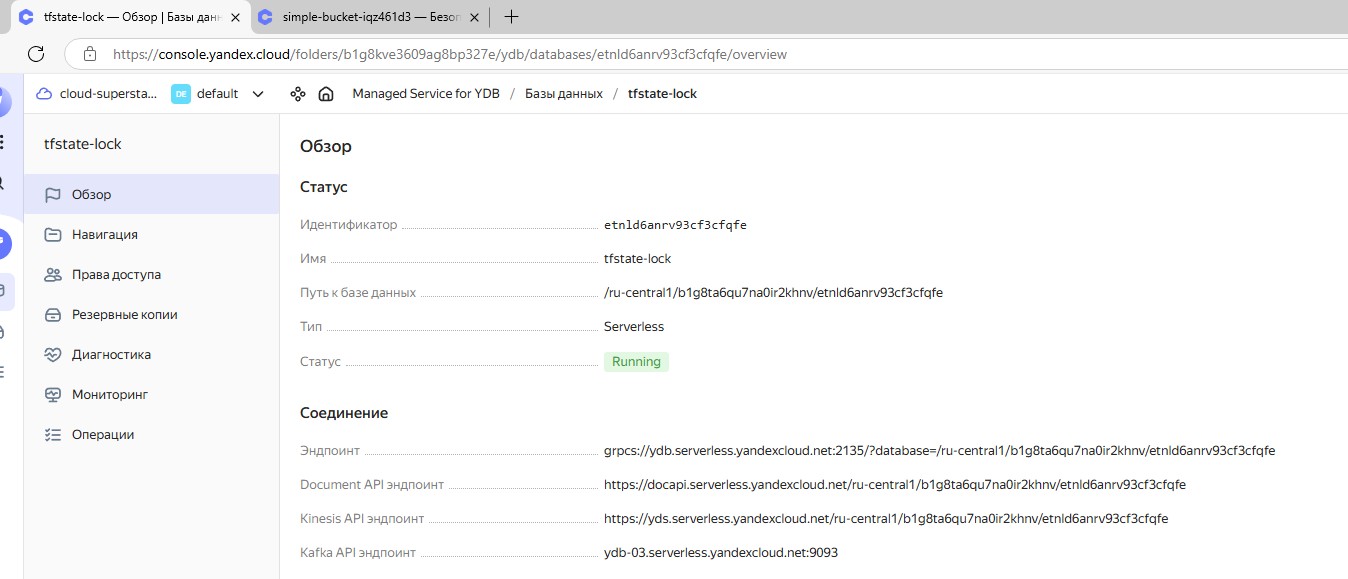 tfstate-lock — Обзор | Базы данн
simple-bucket-iqz461d3 — Безоп
https://console.yandex.cloud/folders/b1g8kve3609ag8bp327e/ydb/databases/etnld6anrv93cf3cfqfe/overview
cloud-supersta... DE default Managed Service for YDB / Базы данных / tfstate-lock
tfstate-lock
Обзор
Навигация
Права доступа
Резервные копии
Диагностика
Мониторинг
Операции
Обзор
Статус
Идентификатор etnld6anrv93cf3cfqfe
Имя tfstate-lock
Путь к базе данных /ru-central1/b1g8ta6qu7na0ir2khnv/etnld6anrv93cf3cfqfe
Тип Serverless
Статус Running
Соединение
Эндпоинт grpcs://ydb.serverless.yandexcloud.net:2135/?database=/ru-central1/b1g8ta6qu7na0ir2khnv/etnld6anrv93cf3cfqfe
Document API эндпоинт https://docapi.serverless.yandexcloud.net/ru-central1/b1g8ta6qu7na0ir2khnv/etnld6anrv93cf3cfqfe
Kinesis API эндпоинт https://yds.serverless.yandexcloud.net/ru-central1/b1g8ta6qu7na0ir2khnv/etnld6anrv93cf3cfqfe
Kafka API эндпоинт ydb-03.serverless.yandexcloud.net:9093